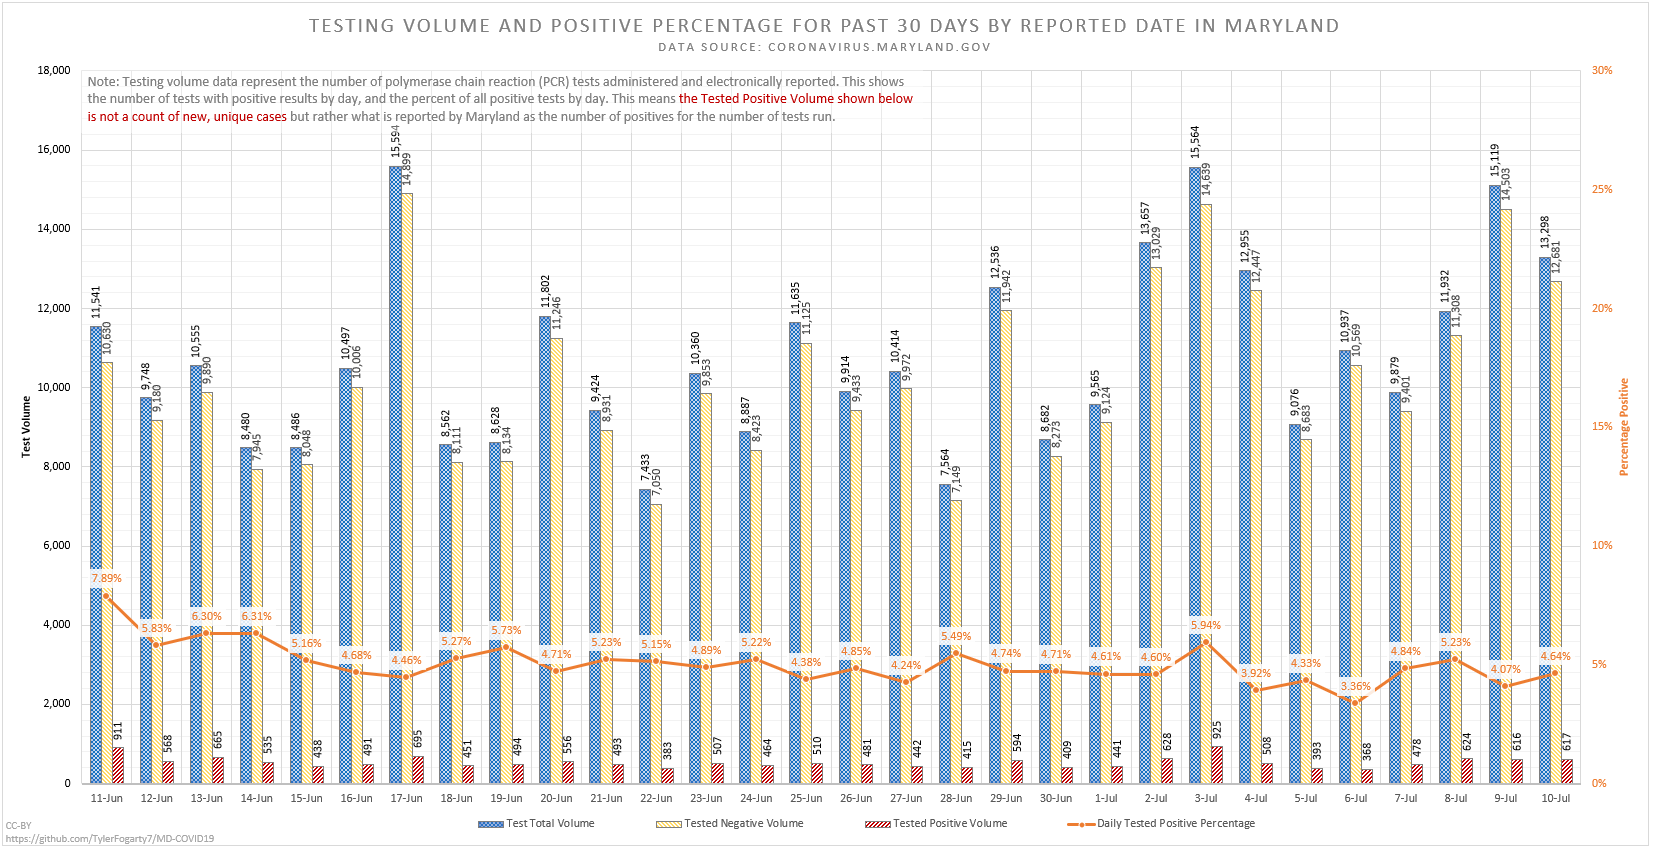 TESTING VOLUME AND POSITIVE PERCENTAGE FOR PAST 30 DAYS BY REPORTED DATE IN MARYLAND
DATA SOURCE: CORONAVIRUS.MARYLAND.GOV
Note: Testing volume data represent the number of polymerase chain reaction (PCR) tests administered and electronically reported. This shows
the number of tests with positive results by day, and the percent of all positive tests by day. This means the Tested Positive Volume shown below
is not a count of new, unique cases but rather what is reported by Maryland as the number of positives for the number of tests run.
Test Volume
18,000
16,000
14,000
12,000
10,000
8,000
6,000
4,000
2,000
0
11,541 9,748 10,555 8,480 8,486 10,497 15,594 8,562 8,628 11,802 9,424 7,433 10,360 8,887 11,635 9,914 10,414 7,564 12,536 8,682 9,565 13,657 15,564 12,955 9,076 10,937 9,879 11,932 15,119 13,298
10,630 9,180 9,890 7,945 8,048 10,006 14,899 8,111 8,134 11,246 8,931 7,050 9,853 8,423 11,125 9,433 9,972 7,149 11,942 8,273 9,124 13,029 14,639 12,447 8,683 10,569 9,401 11,308 14,503 12,681
7.89% 5.83% 6.30% 6.31% 5.16% 4.68% 4.46% 5.27% 5.73% 4.71% 5.23% 5.15% 4.89% 5.22% 4.38% 4.85% 4.24% 5.49% 4.74% 4.71% 4.61% 4.60% 5.94% 3.92% 4.33% 3.36% 4.84% 5.23% 4.07% 4.64%
911 568 665 535 438 491 695 451 494 556 493 383 507 464 510 481 442 415 594 409 441 628 925 508 393 368 478 624 616 617
30%
25%
20%
15%
10%
5%
0%
Percentage Positive
11-Jun 12-Jun 13-Jun 14-Jun 15-Jun 16-Jun 17-Jun 18-Jun 19-Jun 20-Jun 21-Jun 22-Jun 23-Jun 24-Jun 25-Jun 26-Jun 27-Jun 28-Jun 29-Jun 30-Jun 1-Jul 2-Jul 3-Jul 4-Jul 5-Jul 6-Jul 7-Jul 8-Jul 9-Jul 10-Jul
Test Total Volume Tested Negative Volume Tested Positive Volume Daily Tested Positive Percentage
CC-BY
https://github.com/TylerFogarty7/MD-COVID19